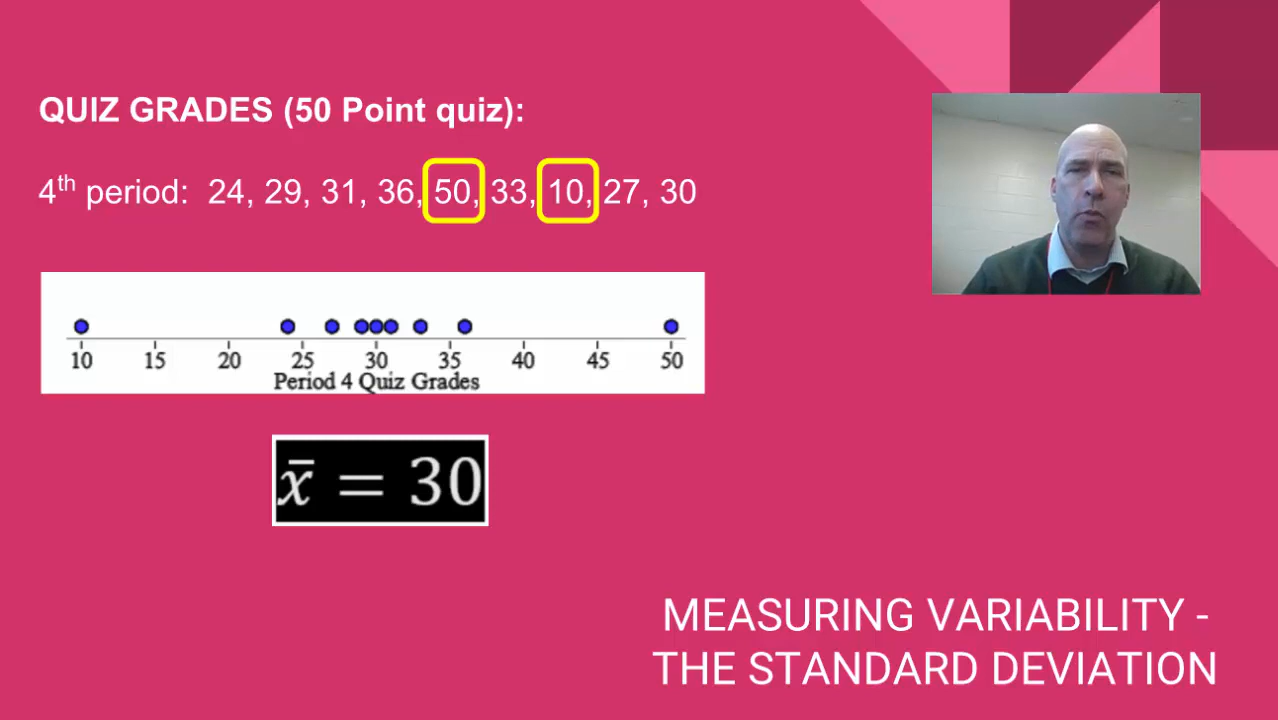 QUIZ GRADES (50 Point quiz):
4th period: 24, 29, 31, 36, 50, 33, 10, 27, 30
10 15 20 25 30 35 40 45 50
Period 4 Quiz Grades
x̄ = 30
MEASURING VARIABILITY -
THE STANDARD DEVIATION